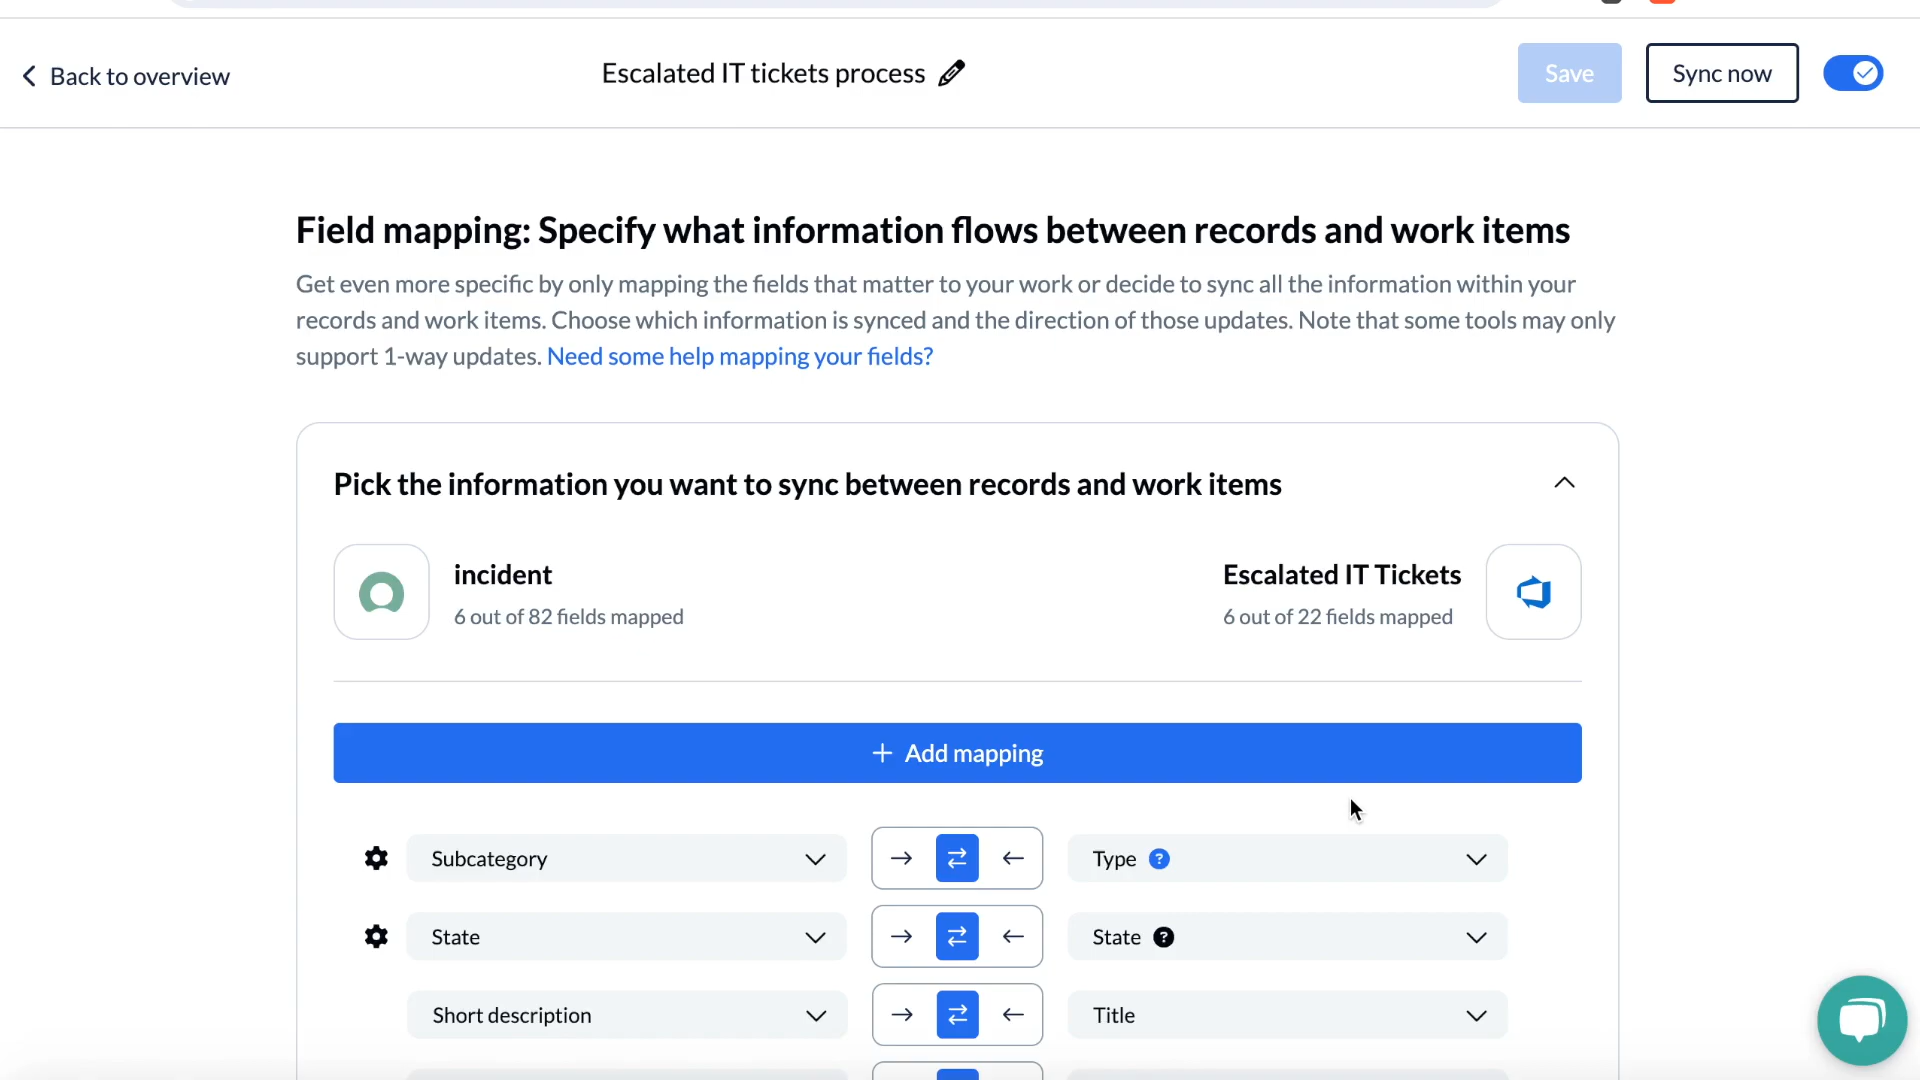 Back to overview
Escalated IT tickets process
Save
Sync now
Field mapping: Specify what information flows between records and work items
Get even more specific by only mapping the fields that matter to your work or decide to sync all the information within your
records and work items. Choose which information is synced and the direction of those updates. Note that some tools may only
support 1-way updates. Need some help mapping your fields?
Pick the information you want to sync between records and work items
incident
6 out of 82 fields mapped
Escalated IT Tickets
6 out of 22 fields mapped
+ Add mapping
Subcategory → ⇄ ← Type ?
State → ⇄ ← State ?
Short description → ⇄ ← Title